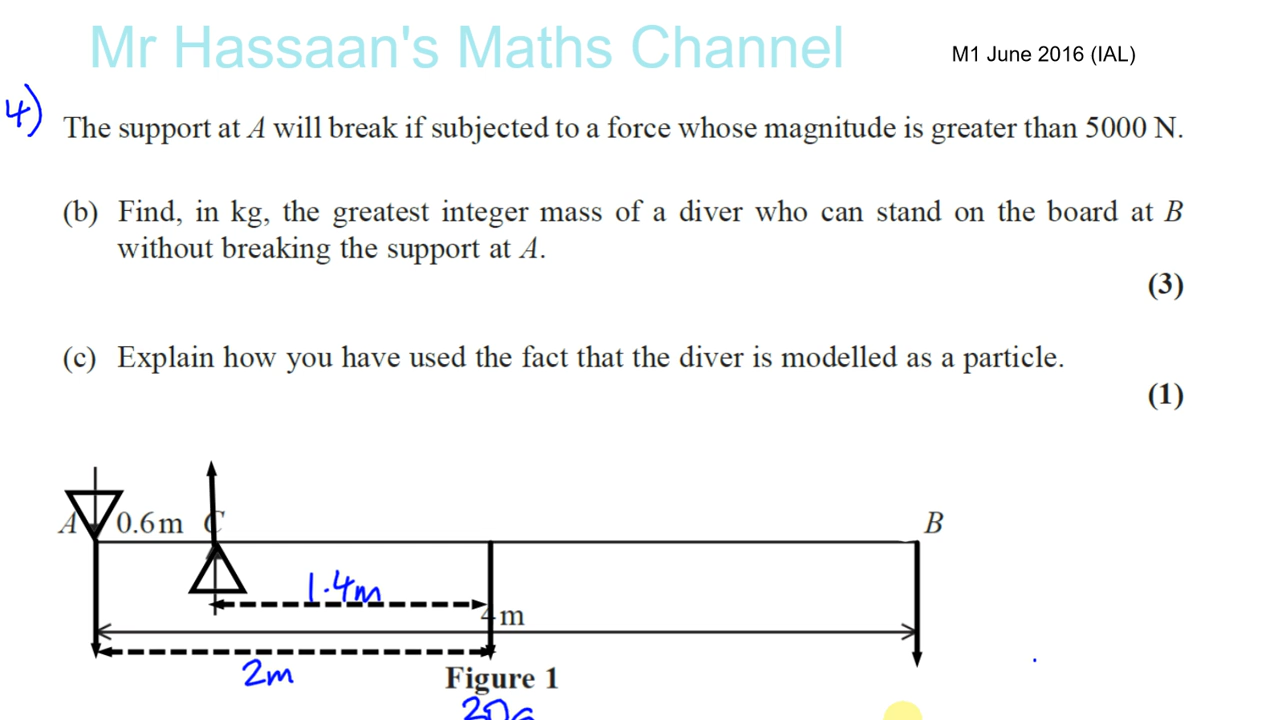 Mr Hassaan's Maths Channel
M1 June 2016 (IAL)
4)
The support at A will break if subjected to a force whose magnitude is greater than 5000 N.
(b) Find, in kg, the greatest integer mass of a diver who can stand on the board at B
without breaking the support at A.
(3)
(c) Explain how you have used the fact that the diver is modelled as a particle.
(1)
A 0.6 m C B
1.4m
4 m
2m
Figure 1